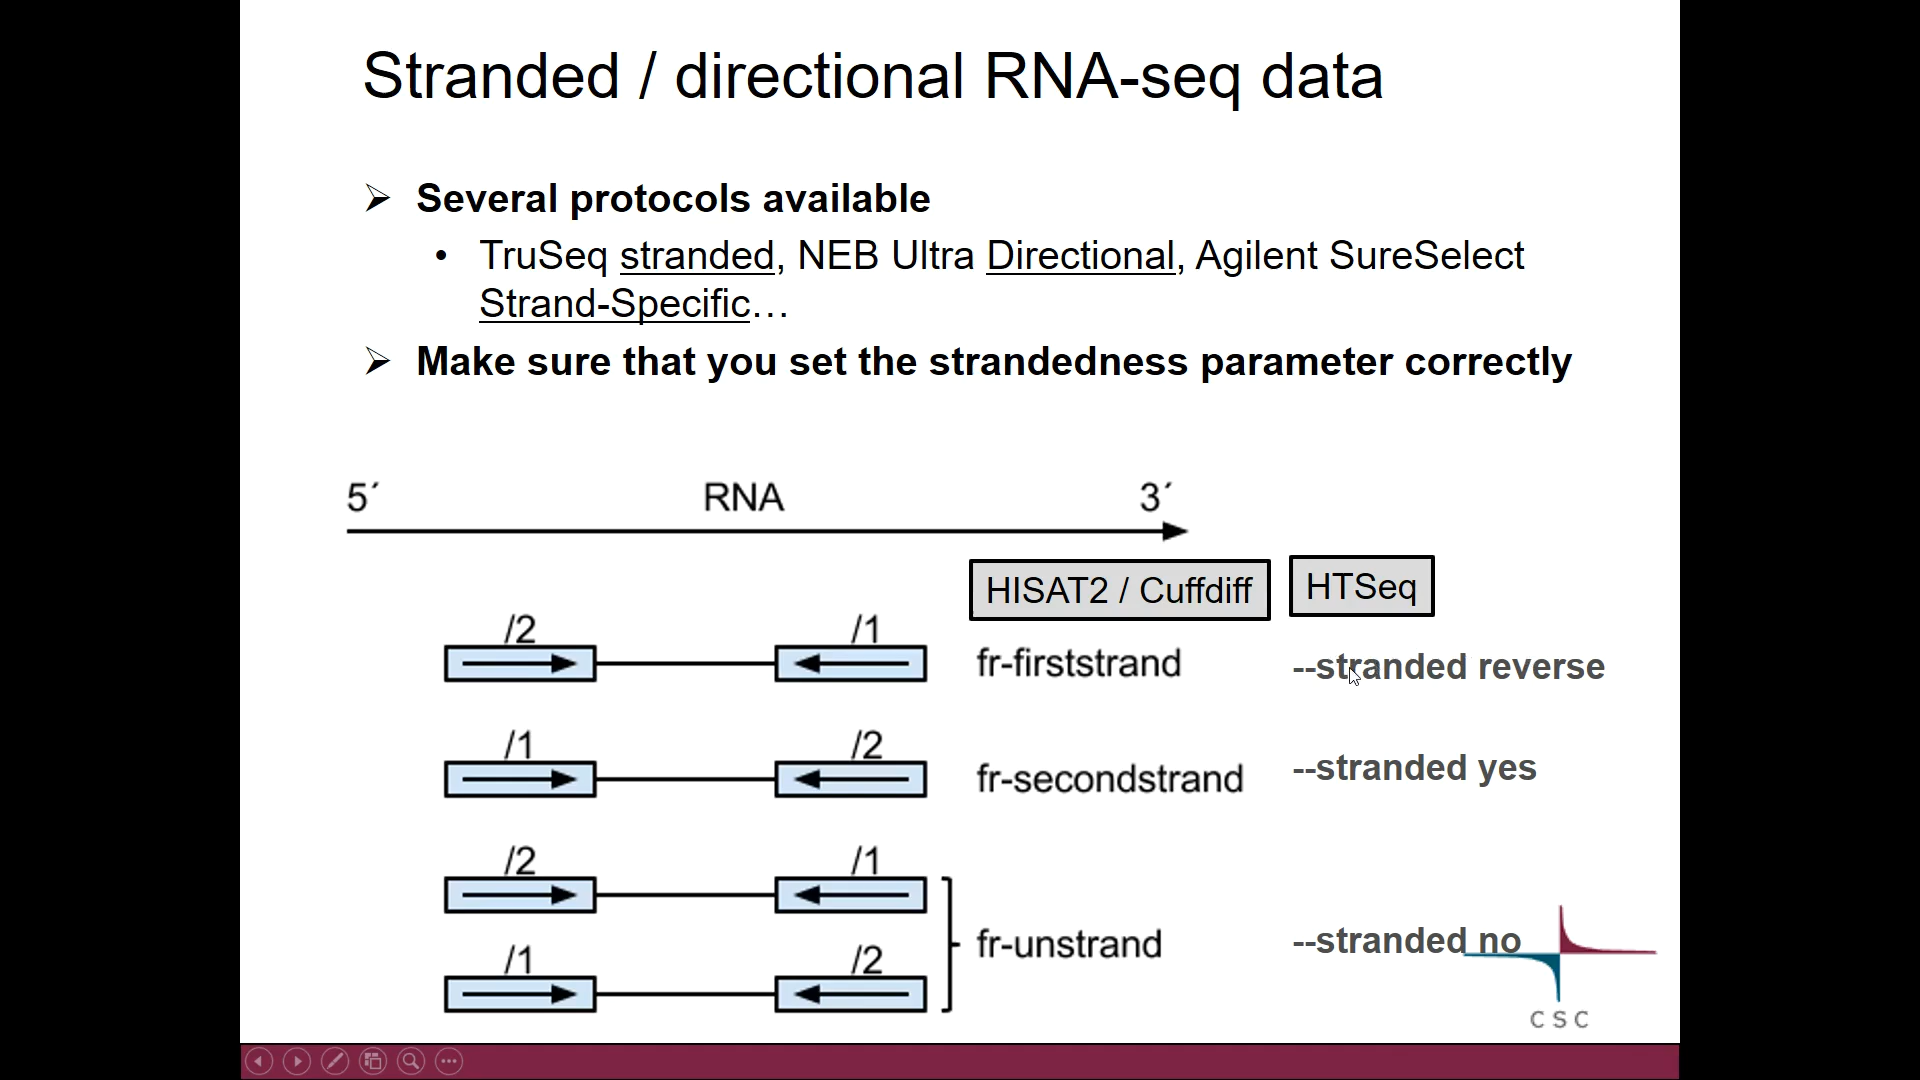 Stranded / directional RNA-seq data
➢ Several protocols available
• TruSeq stranded, NEB Ultra Directional, Agilent SureSelect
Strand-Specific…
➢ Make sure that you set the strandedness parameter correctly
5´ RNA 3´
HISAT2 / Cuffdiff HTSeq
/2 /1
fr-firststrand --stranded reverse
/1 /2
fr-secondstrand --stranded yes
/2 /1
fr-unstrand --stranded no
/1 /2
CSC